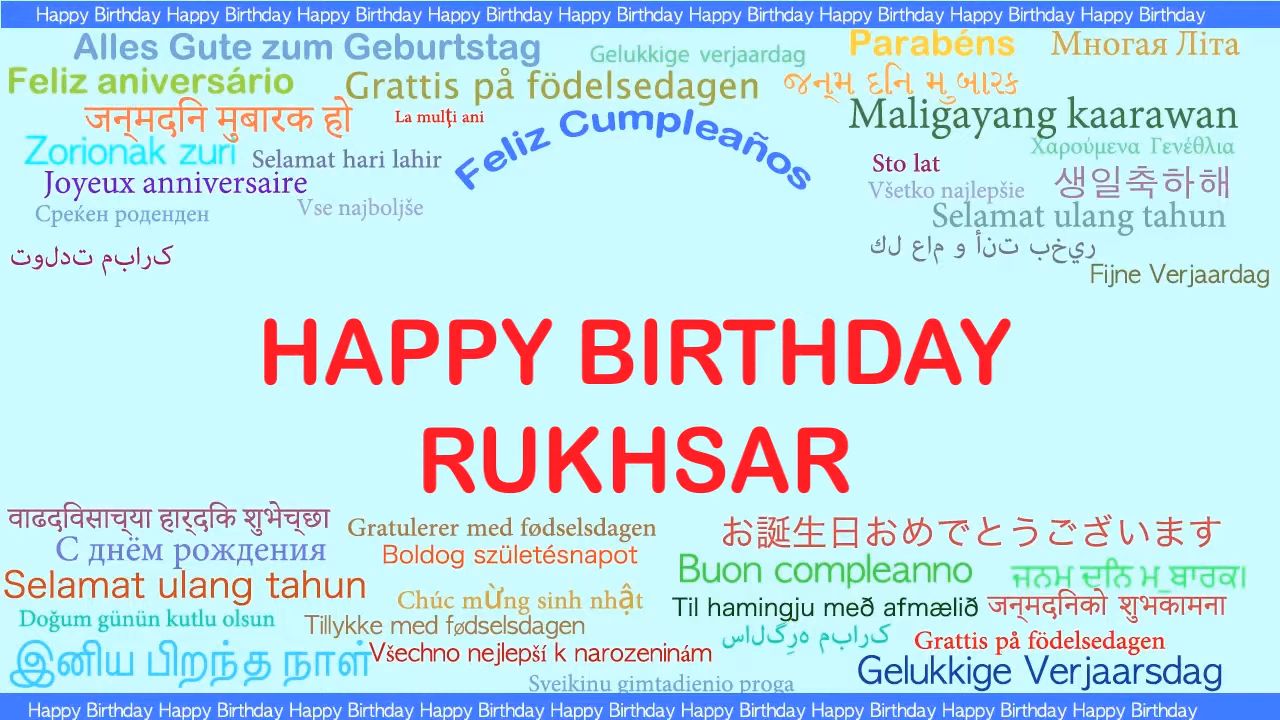 Happy Birthday Happy Birthday Happy Birthday Happy Birthday Happy Birthday Happy Birthday Happy Birthday Happy Birthday Happy Birthday
Alles Gute zum Geburtstag
Gelukkige verjaardag
Parabéns
Многая Літа
Feliz aniversário
Grattis på födelsedagen
જન્મ દિન મુબારક
जन्मदिन मुबारक हो
La mulţi ani
Feliz Cumpleaños
Maligayang kaarawan
Zorionak zuri
Selamat hari lahir
Sto lat
Χαρούμενα Γενέθλια
Joyeux anniversaire
Všetko najlepšie
생일축하해
Среќен роденден
Vse najboljše
Selamat ulang tahun
تولدت مبارک
كل عام و أنت بخير
Fijne Verjaardag
HAPPY BIRTHDAY
RUKHSAR
वाढदिवसाच्या हार्दिक शुभेच्छा
Gratulerer med fødselsdagen
お誕生日おめでとうございます
С днём рождения
Boldog születésnapot
Buon compleanno
ਜਨਮ ਦਿਨ ਮੁਬਾਰਕ।
Selamat ulang tahun
Chúc mừng sinh nhật
Til hamingju með afmælið
जन्मदिनको शुभकामना
Doğum günün kutlu olsun
Tillykke med fødselsdagen
سالگرہ مبارک
Grattis på födelsedagen
இனிய பிறந்த நாள்
Všechno nejlepší k narozeninám
Gelukkige Verjaarsdag
Sveikinu gimtadienio proga
Happy Birthday Happy Birthday Happy Birthday Happy Birthday Happy Birthday Happy Birthday Happy Birthday Happy Birthday Happy Birthday